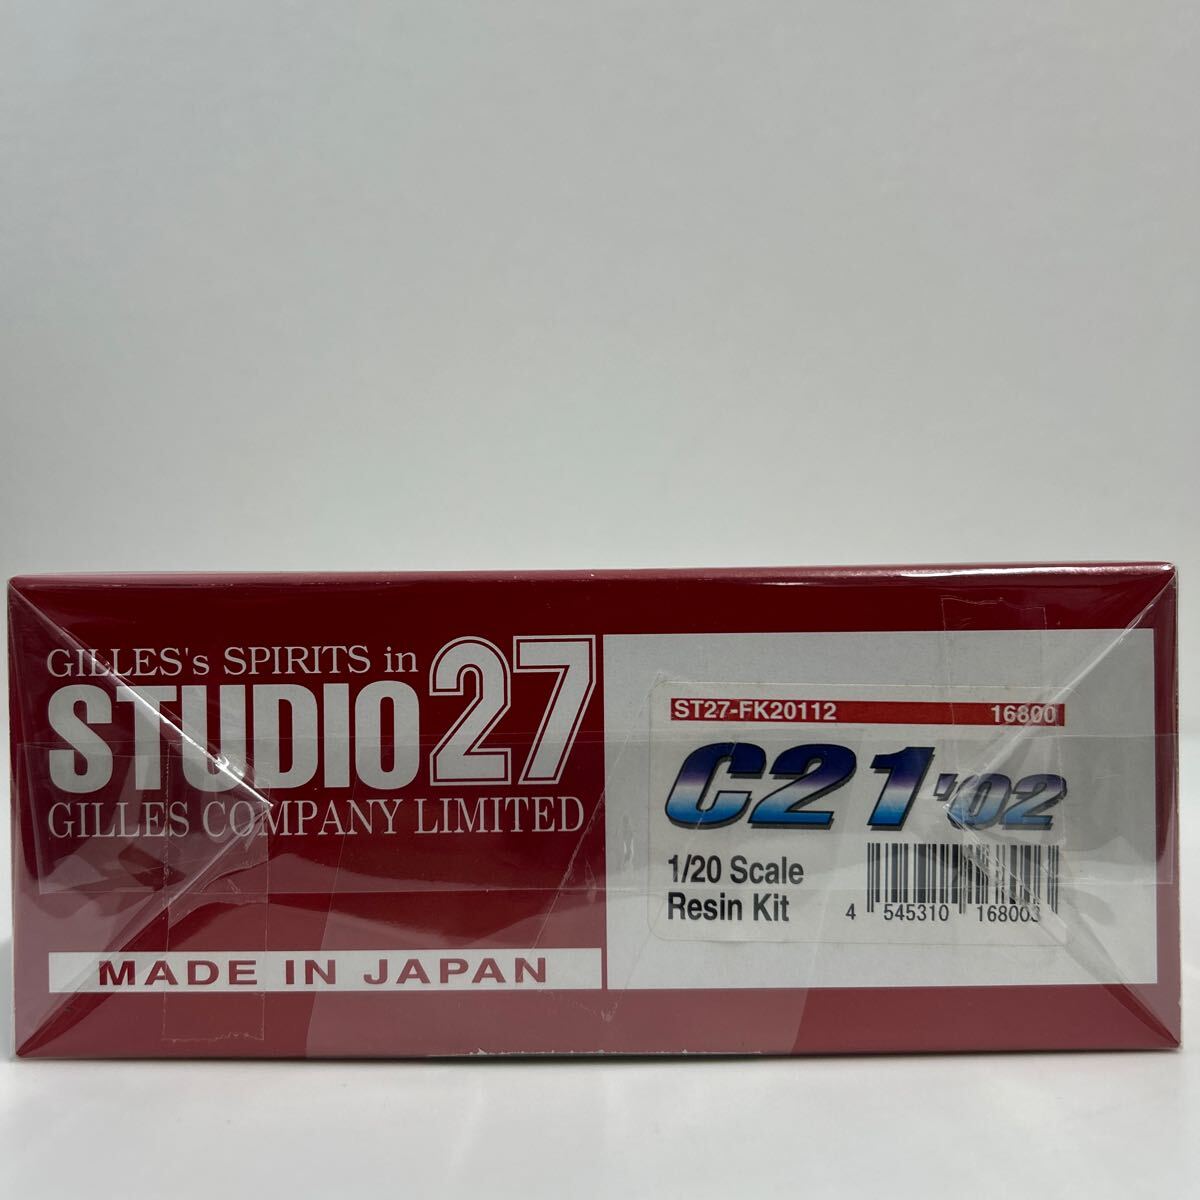 GILLES's SPIRITS in
STUDIO27
GILLES COMPANY LIMITED
MADE IN JAPAN
ST27-FK20112 16800
C21'02
1/20 Scale
Resin Kit
4 545310 168003